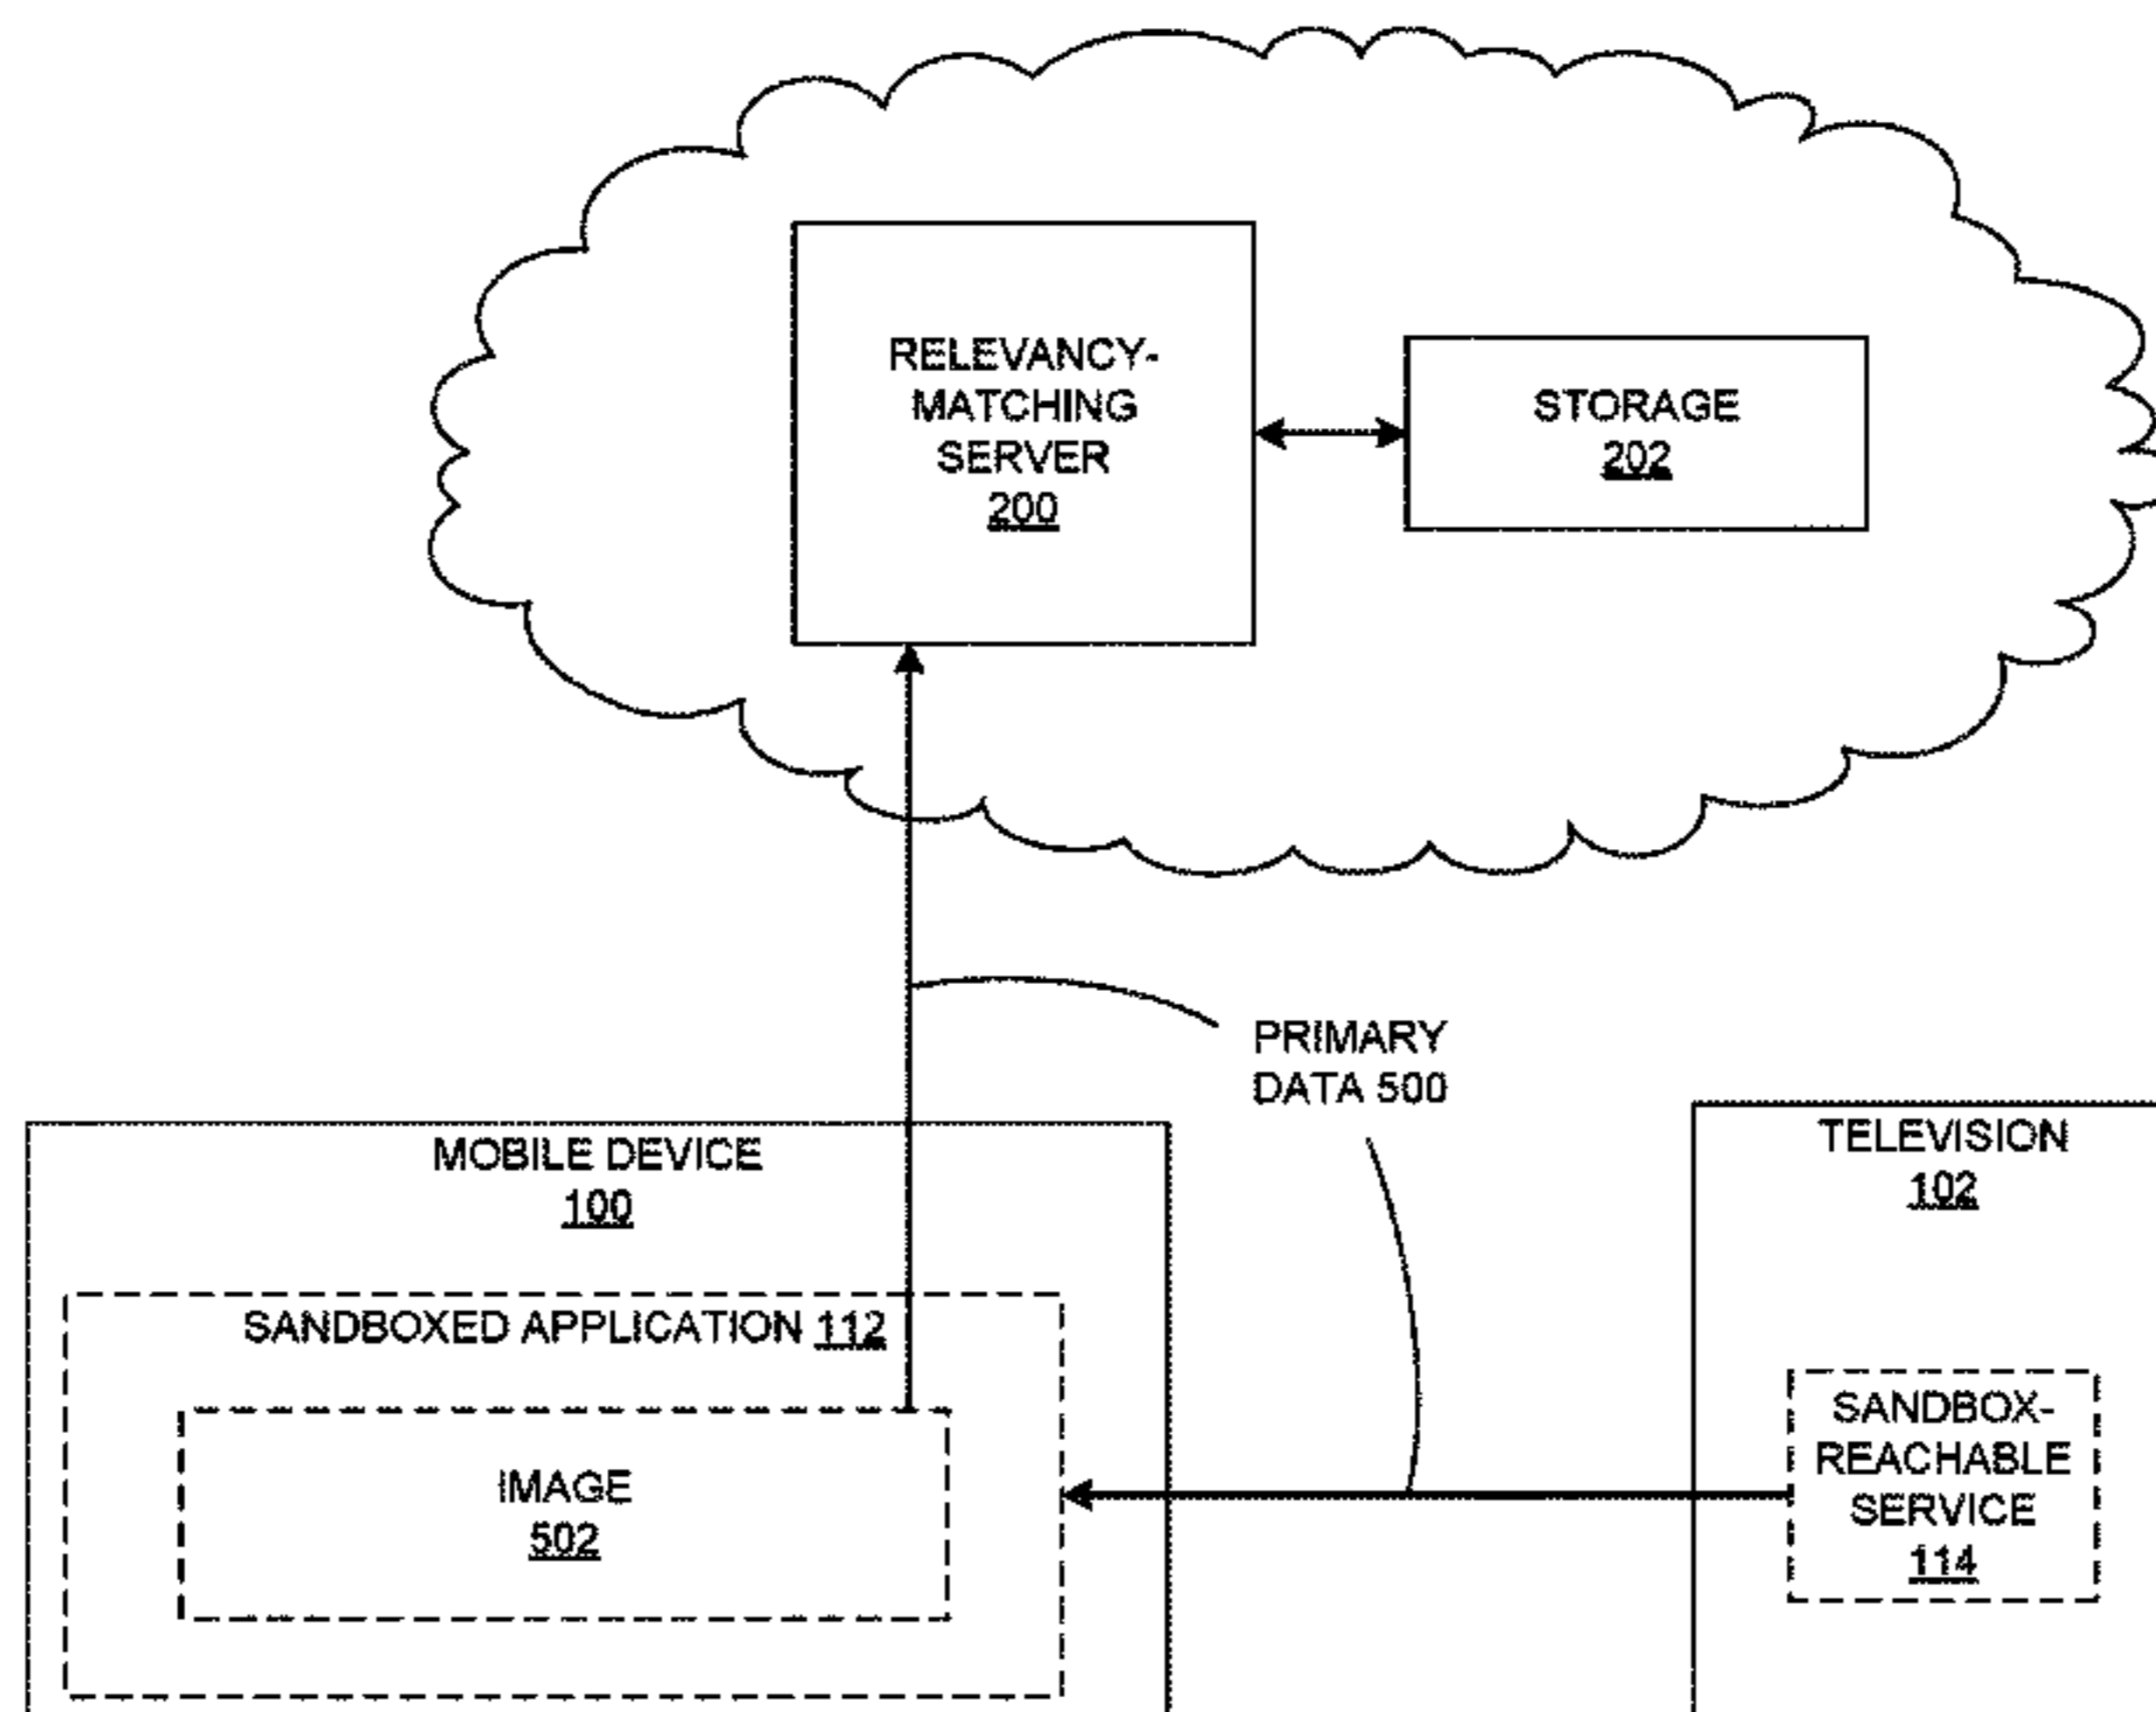 RELEVANCY-
MATCHING
SERVER
200
STORAGE
202
PRIMARY
DATA 500
MOBILE DEVICE
100
TELEVISION
102
SANDBOXED APPLICATION 112
IMAGE
502
SANDBOX-
REACHABLE
SERVICE
114